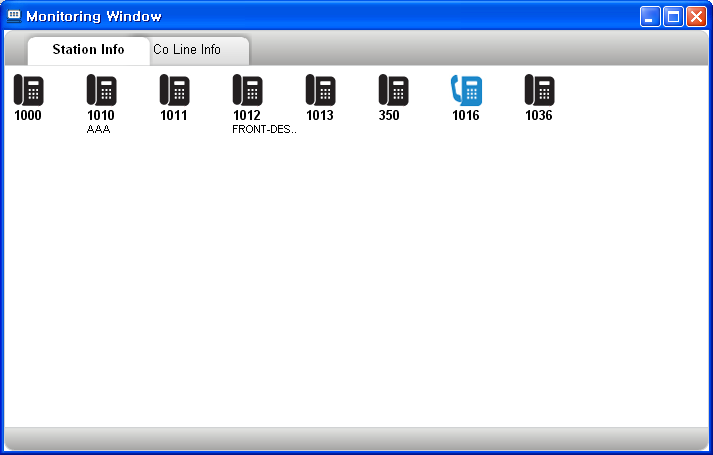 Monitoring Window
Station Info Co Line Info
1000 1010 1011 1012 1013 350 1016 1036
AAA FRONT-DES..